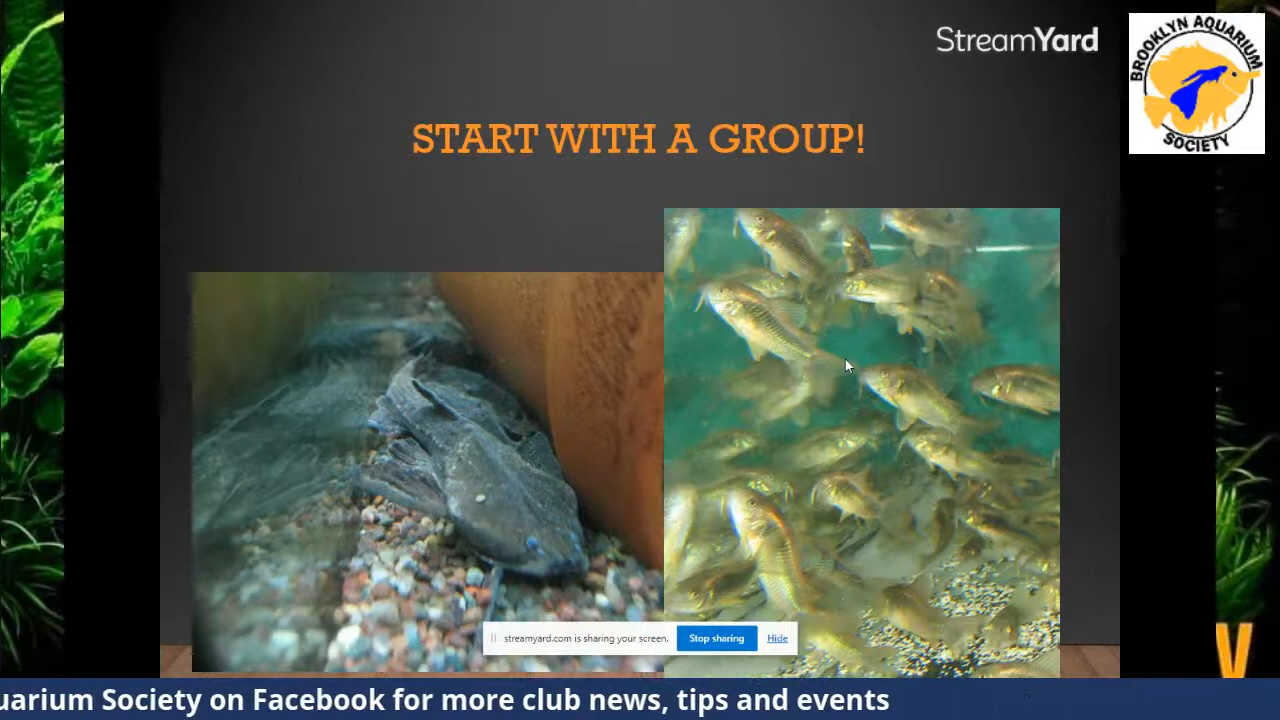 StreamYard
BROOKLYN AQUARIUM
SOCIETY
START WITH A GROUP!
streamyard.com is sharing your screen.
Stop sharing
Hide
uarium Society on Facebook for more club news, tips and events